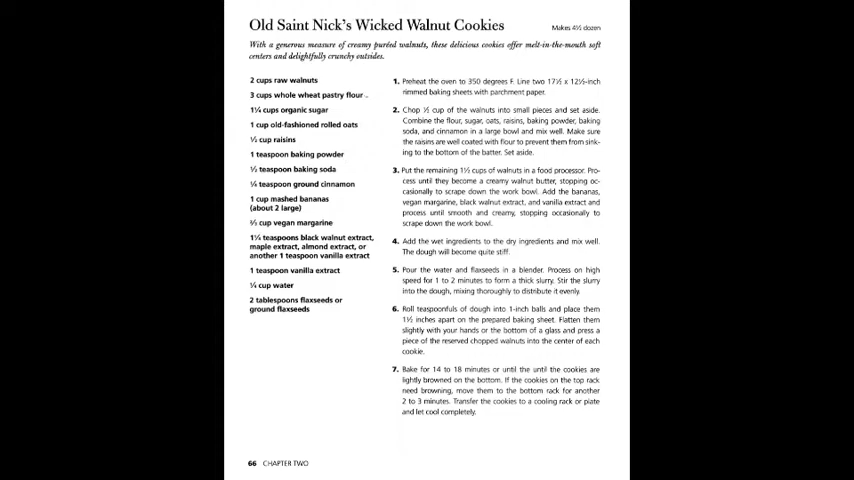 Old Saint Nick's Wicked Walnut Cookies
Makes 4½ dozen
With a generous measure of creamy puréed walnuts, these delicious cookies offer melt-in-the-mouth soft
centers and delightfully crunchy outsides.
2 cups raw walnuts
3 cups whole wheat pastry flour
1¼ cups organic sugar
1 cup old-fashioned rolled oats
½ cup raisins
1 teaspoon baking powder
½ teaspoon baking soda
¼ teaspoon ground cinnamon
1 cup mashed bananas
(about 2 large)
⅔ cup vegan margarine
1¼ teaspoons black walnut extract,
maple extract, almond extract, or
another 1 teaspoon vanilla extract
1 teaspoon vanilla extract
¼ cup water
2 tablespoons flaxseeds or
ground flaxseeds
1. Preheat the oven to 350 degrees F. Line two 17½ x 12½-inch
rimmed baking sheets with parchment paper.
2. Chop ½ cup of the walnuts into small pieces and set aside.
Combine the flour, sugar, oats, raisins, baking powder, baking
soda, and cinnamon in a large bowl and mix well. Make sure
the raisins are well coated with flour to prevent them from sink-
ing to the bottom of the batter. Set aside.
3. Put the remaining 1½ cups of walnuts in a food processor. Pro-
cess until they become a creamy walnut butter, stopping oc-
casionally to scrape down the work bowl. Add the bananas,
vegan margarine, black walnut extract, and vanilla extract and
process until smooth and creamy, stopping occasionally to
scrape down the work bowl.
4. Add the wet ingredients to the dry ingredients and mix well.
The dough will become quite stiff.
5. Pour the water and flaxseeds in a blender. Process on high
speed for 1 to 2 minutes to form a thick slurry. Stir the slurry
into the dough, mixing thoroughly to distribute it evenly.
6. Roll teaspoonfuls of dough into 1-inch balls and place them
1½ inches apart on the prepared baking sheet. Flatten them
slightly with your hands or the bottom of a glass and press a
piece of the reserved chopped walnuts into the center of each
cookie.
7. Bake for 14 to 18 minutes or until the until the cookies are
lightly browned on the bottom. If the cookies on the top rack
need browning, move them to the bottom rack for another
2 to 3 minutes. Transfer the cookies to a cooling rack or plate
and let cool completely.
66 CHAPTER TWO